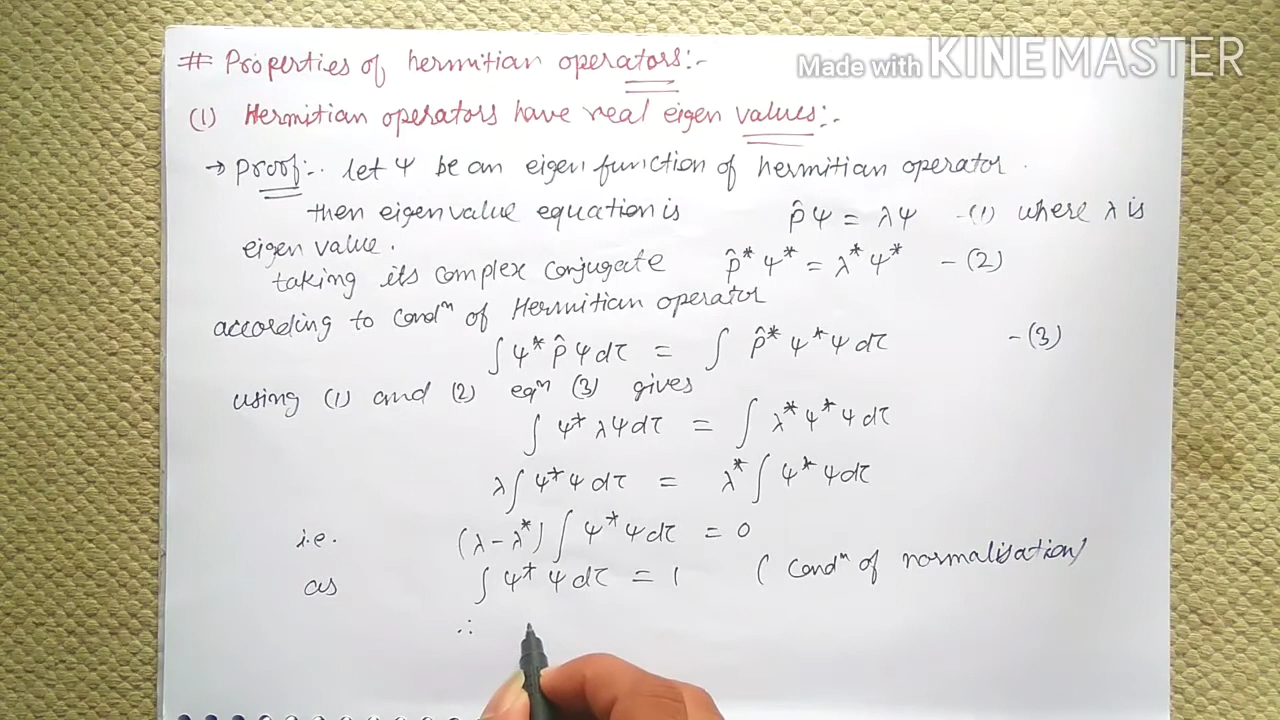 Made with KINEMASTER
# Properties of hermitian operators:-
(1) Hermitian operators have real eigen values:-
→ Proof:- let Ψ be an eigen function of hermitian operator.
then eigenvalue equation is p̂Ψ = λΨ -(1) where λ is
eigen value.
taking its complex conjugate p̂*Ψ* = λ*Ψ* -(2)
according to condⁿ of Hermitian operator
∫Ψ* p̂ Ψ dτ = ∫ p̂* Ψ* Ψ dτ -(3)
using (1) and (2) eqⁿ (3) gives
∫ Ψ* λΨ dτ = ∫ λ* Ψ* Ψ dτ
λ∫ Ψ* Ψ dτ = λ* ∫ Ψ* Ψ dτ
i.e. (λ - λ*) ∫ Ψ* Ψ dτ = 0
as ∫ Ψ* Ψ dτ = 1 ( condⁿ of normalisation)
∴